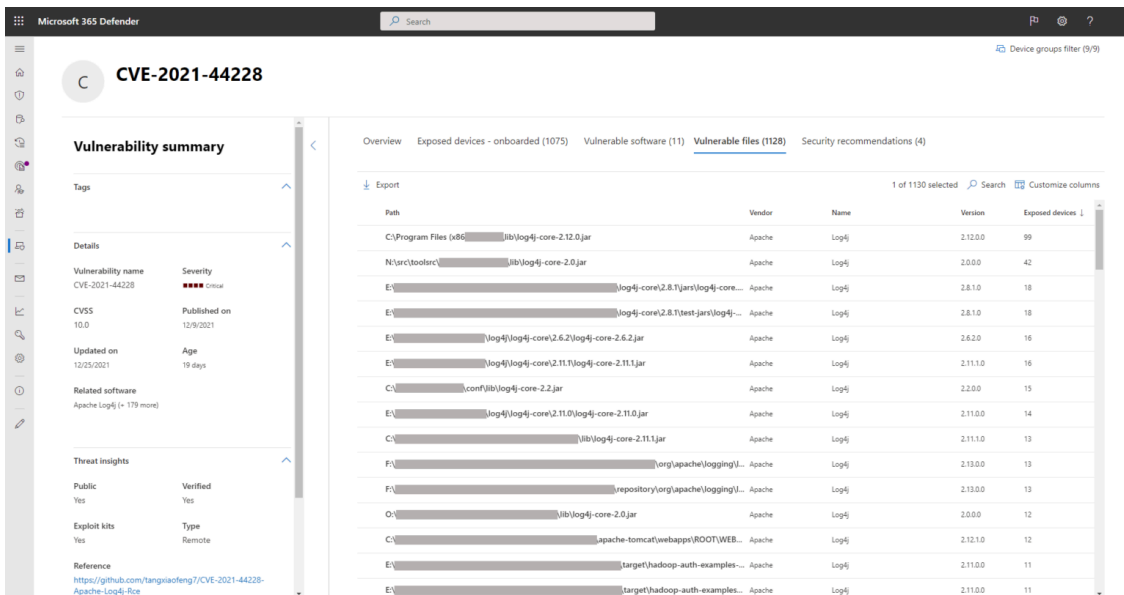 Microsoft 365 Defender
Search
Device groups filter (9/9)
C
CVE-2021-44228
Vulnerability summary
Tags
Details
Vulnerability name Severity
CVE-2021-44228 Critical
CVSS Published on
10.0 12/9/2021
Updated on Age
12/25/2021 19 days
Related software
Apache Log4j (+ 179 more)
Threat insights
Public Verified
Yes Yes
Exploit kits Type
Yes Remote
Reference
https://github.com/tangxiaofeng7/CVE-2021-44228-
Apache-Log4j-Rce
Overview Exposed devices - onboarded (1075) Vulnerable software (11) Vulnerable files (1128) Security recommendations (4)
Export 1 of 1130 selected Search Customize columns
Path Vendor Name Version Exposed devices ↓
C:\Program Files (x86 lib\log4j-core-2.12.0.jar Apache Log4j 2.12.0.0 99
N:\src\toolsrc\ \lib\log4j-core-2.0.jar Apache Log4j 2.0.0.0 42
E:\ \log4j-core\2.8.1\jars\log4j-core.... Apache Log4j 2.8.1.0 18
E:\ \log4j-core\2.8.1\test-jars\log4j-... Apache Log4j 2.8.1.0 18
E:\ \log4j\log4j-core\2.6.2\log4j-core-2.6.2.jar Apache Log4j 2.6.2.0 16
E:\ \log4j\log4j-core\2.11.1\log4j-core-2.11.1.jar Apache Log4j 2.11.1.0 16
C:\ \conf\lib\log4j-core-2.2.jar Apache Log4j 2.2.0.0 15
E:\ \log4j\log4j-core\2.11.0\log4j-core-2.11.0.jar Apache Log4j 2.11.0.0 14
C:\ \lib\log4j-core-2.11.1.jar Apache Log4j 2.11.1.0 13
F:\ \org\apache\logging\l... Apache Log4j 2.13.0.0 13
F:\ \repository\org\apache\logging\l... Apache Log4j 2.13.0.0 13
O:\ \lib\log4j-core-2.0.jar Apache Log4j 2.0.0.0 12
C:\ apache-tomcat\webapps\ROOT\WEB... Apache Log4j 2.12.1.0 12
E:\ target\hadoop-auth-examples-... Apache Log4j 2.11.0.0 11
E:\ target\hadoop-auth-examples... Apache Log4j 2.11.0.0 11